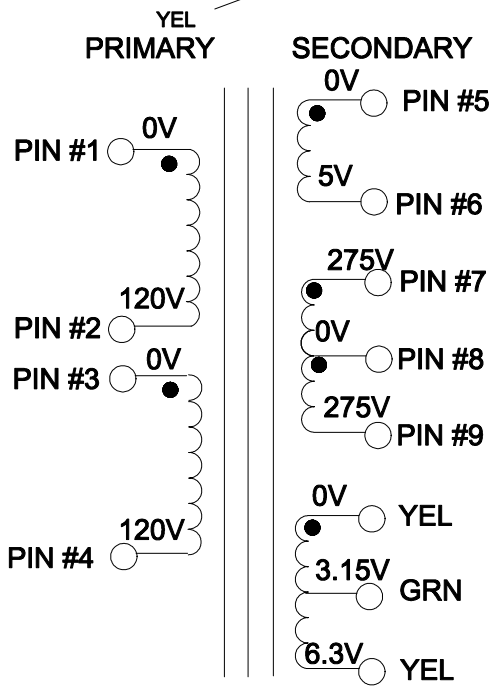 YEL
PRIMARY SECONDARY
0V PIN #5
0V
PIN #1
5V
PIN #6
275V
PIN #7
120V
PIN #2
0V
PIN #8
0V
PIN #3
275V
PIN #9
0V
YEL
120V
PIN #4
3.15V
GRN
6.3V
YEL